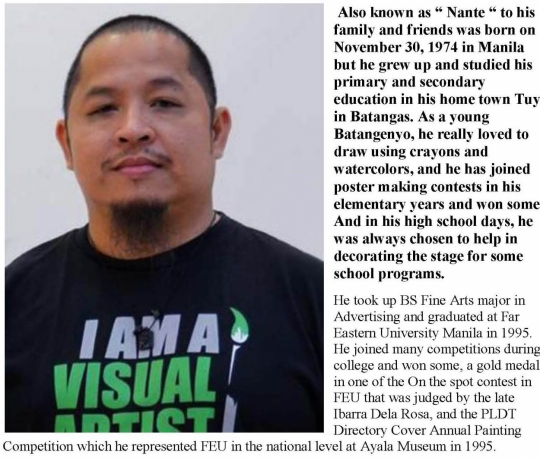 Also known as “ Nante “ to his
family and friends was born on
November 30, 1974 in Manila
but he grew up and studied his
primary and secondary
education in his home town Tuy
in Batangas. As a young
Batangenyo, he really loved to
draw using crayons and
watercolors, and he has joined
poster making contests in his
elementary years and won some
And in his high school days, he
was always chosen to help in
decorating the stage for some
school programs.
He took up BS Fine Arts major in
Advertising and graduated at Far
Eastern University Manila in 1995.
He joined many competitions during
college and won some, a gold medal
in one of the On the spot contest in
FEU that was judged by the late
Ibarra Dela Rosa, and the PLDT
Directory Cover Annual Painting
Competition which he represented FEU in the national level at Ayala Museum in 1995.
I AM A
VISUAL
ARTIST